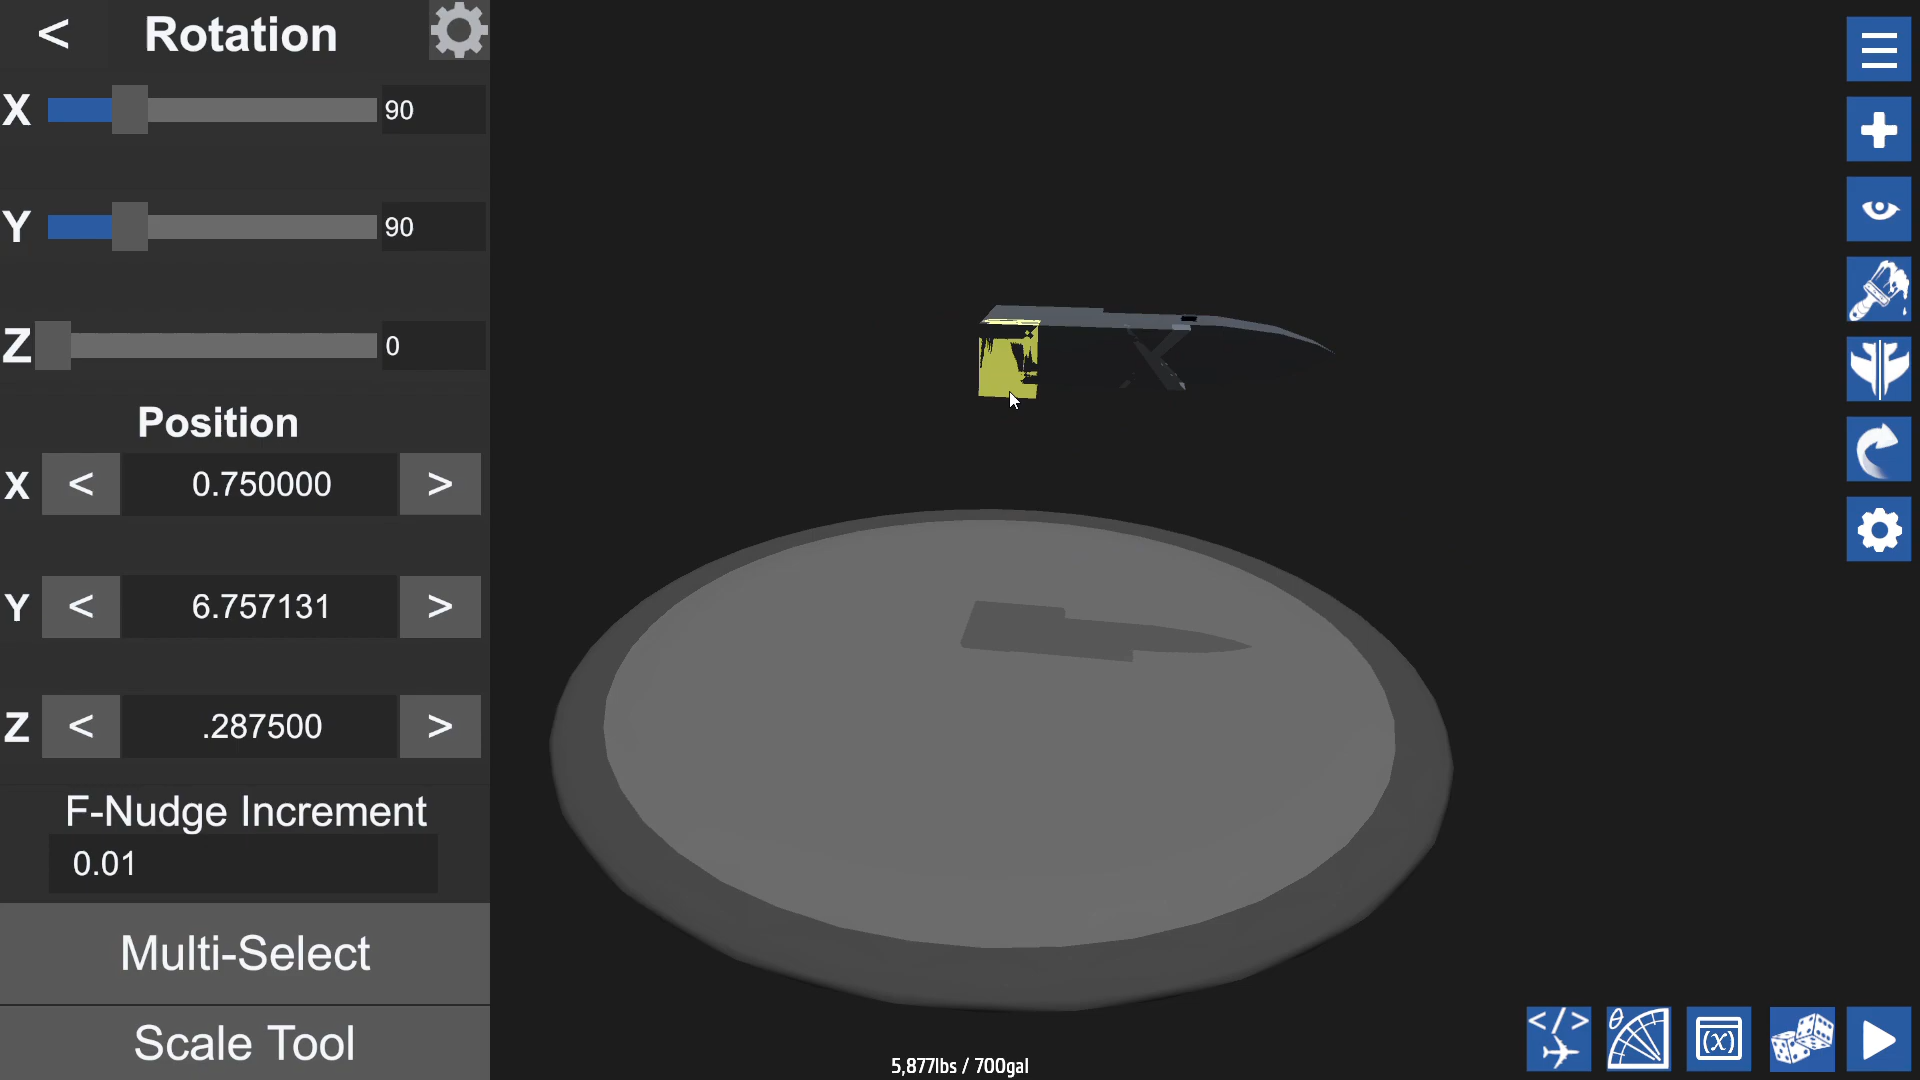 < Rotation
X 90
Y 90
Z 0
Position
X < 0.750000 >
Y < 6.757131 >
Z < .287500 >
F-Nudge Increment
0.01
Multi-Select
Scale Tool
5,877lbs / 700gal
</>
θ
(x)